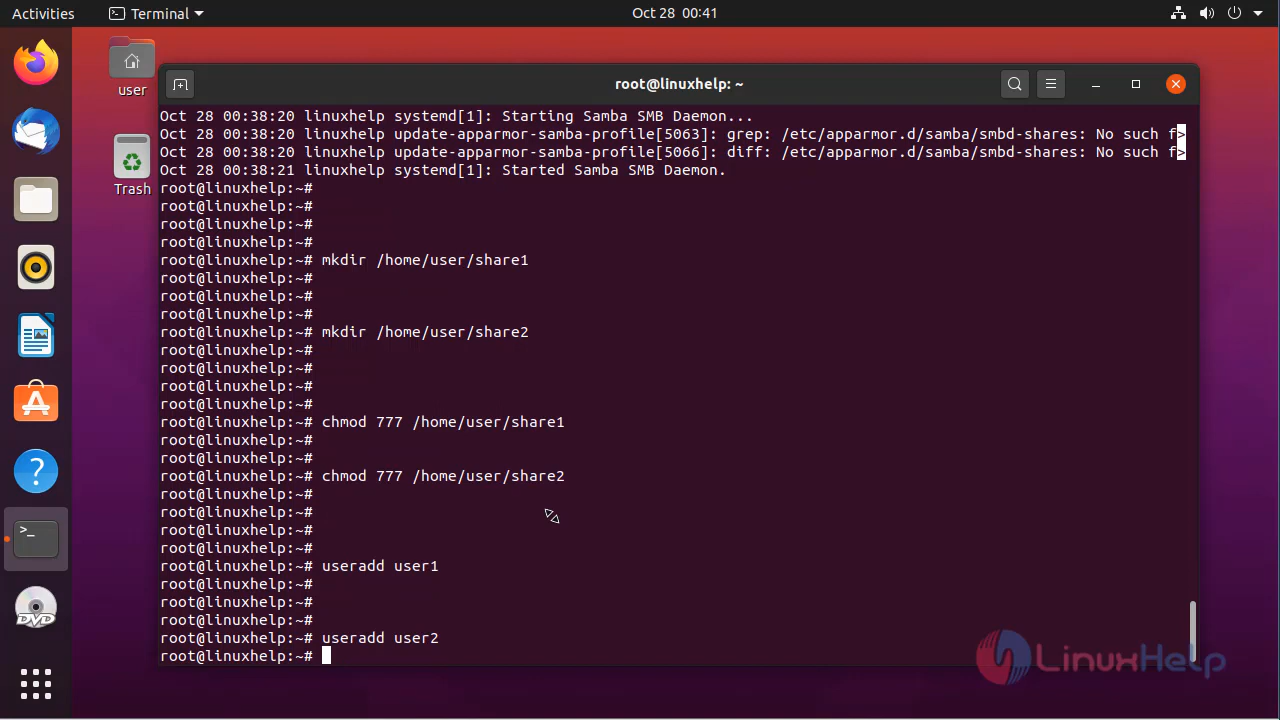 Activities Terminal Oct 28 00:41
user
Trash
root@linuxhelp: ~
Oct 28 00:38:20 linuxhelp systemd[1]: Starting Samba SMB Daemon...
Oct 28 00:38:20 linuxhelp update-apparmor-samba-profile[5063]: grep: /etc/apparmor.d/samba/smbd-shares: No such f>
Oct 28 00:38:20 linuxhelp update-apparmor-samba-profile[5066]: diff: /etc/apparmor.d/samba/smbd-shares: No such f>
Oct 28 00:38:21 linuxhelp systemd[1]: Started Samba SMB Daemon.
root@linuxhelp:~#
root@linuxhelp:~#
root@linuxhelp:~#
root@linuxhelp:~#
root@linuxhelp:~# mkdir /home/user/share1
root@linuxhelp:~#
root@linuxhelp:~#
root@linuxhelp:~#
root@linuxhelp:~# mkdir /home/user/share2
root@linuxhelp:~#
root@linuxhelp:~#
root@linuxhelp:~#
root@linuxhelp:~#
root@linuxhelp:~# chmod 777 /home/user/share1
root@linuxhelp:~#
root@linuxhelp:~#
root@linuxhelp:~# chmod 777 /home/user/share2
root@linuxhelp:~#
root@linuxhelp:~#
root@linuxhelp:~#
root@linuxhelp:~#
root@linuxhelp:~# useradd user1
root@linuxhelp:~#
root@linuxhelp:~#
root@linuxhelp:~#
root@linuxhelp:~# useradd user2
root@linuxhelp:~#
>_
DVD
LinuxHelp